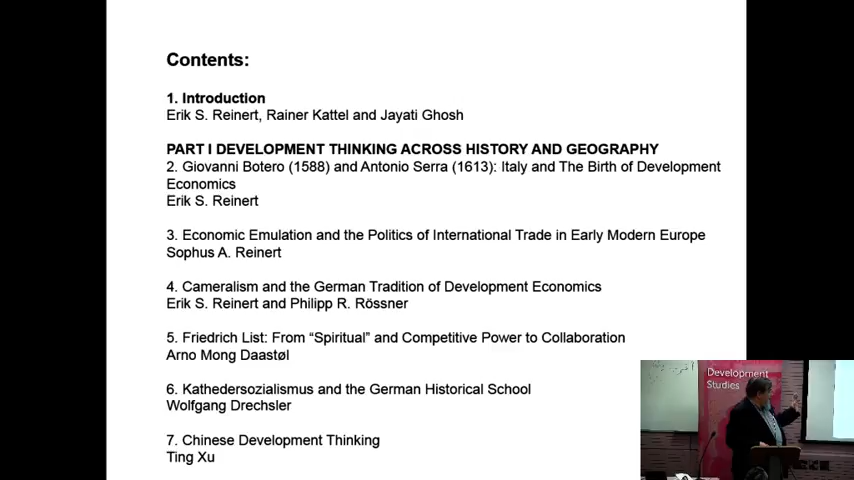 Contents:
1. Introduction
Erik S. Reinert, Rainer Kattel and Jayati Ghosh
PART I DEVELOPMENT THINKING ACROSS HISTORY AND GEOGRAPHY
2. Giovanni Botero (1588) and Antonio Serra (1613): Italy and The Birth of Development
Economics
Erik S. Reinert
3. Economic Emulation and the Politics of International Trade in Early Modern Europe
Sophus A. Reinert
4. Cameralism and the German Tradition of Development Economics
Erik S. Reinert and Philipp R. Rössner
5. Friedrich List: From “Spiritual” and Competitive Power to Collaboration
Arno Mong Daastøl
6. Kathedersozialismus and the German Historical School
Wolfgang Drechsler
7. Chinese Development Thinking
Ting Xu
Development
Studies